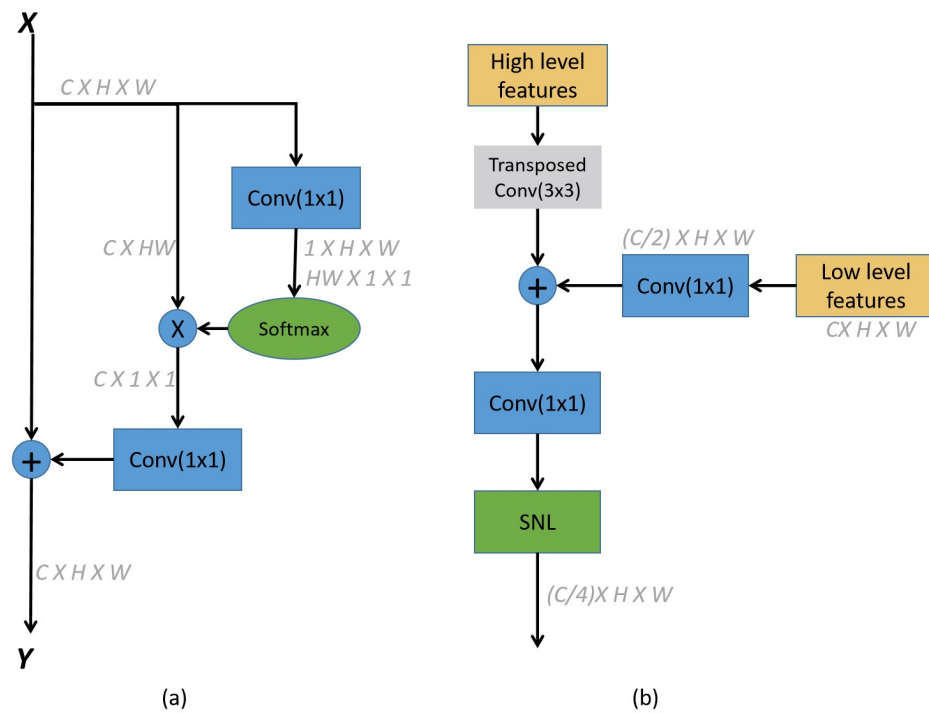 X
C X H X W
Conv(1x1)
C X HW
1 X H X W
HW X 1 X 1
X
Softmax
C X 1 X 1
+
Conv(1x1)
C X H X W
Y
(a)
High level
features
Transposed
Conv(3x3)
(C/2) X H X W
+
Conv(1x1)
Low level
features
CX H X W
Conv(1x1)
SNL
(C/4)X H X W
(b)